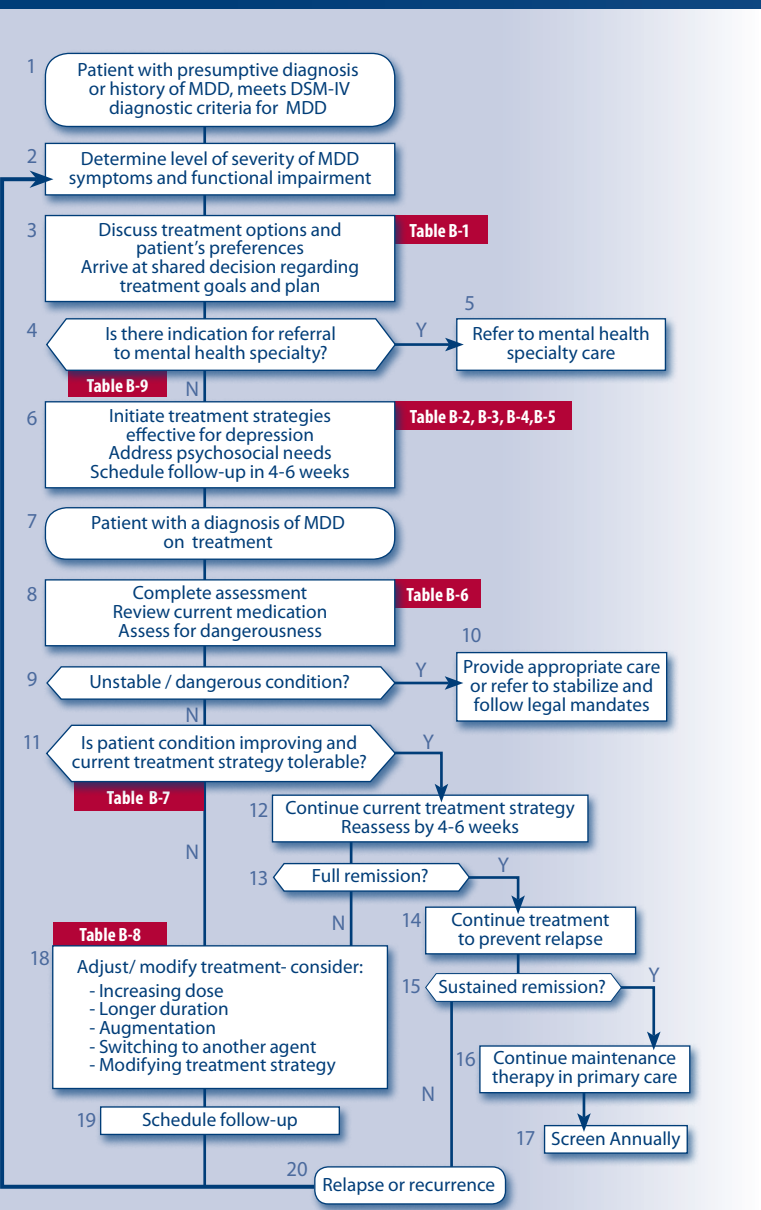 1
Patient with presumptive diagnosis
or history of MDD, meets DSM-IV
diagnostic criteria for MDD
2
Determine level of severity of MDD
symptoms and functional impairment
3
Discuss treatment options and
patient's preferences
Arrive at shared decision regarding
treatment goals and plan
Table B-1
4
Is there indication for referral
to mental health specialty?
Y
5
Refer to mental health
specialty care
Table B-9
N
6
Initiate treatment strategies
effective for depression
Address psychosocial needs
Schedule follow-up in 4-6 weeks
Table B-2, B-3, B-4,B-5
7
Patient with a diagnosis of MDD
on treatment
8
Complete assessment
Review current medication
Assess for dangerousness
Table B-6
9
Unstable / dangerous condition?
Y
10
Provide appropriate care
or refer to stabilize and
follow legal mandates
N
11
Is patient condition improving and
current treatment strategy tolerable?
Y
Table B-7
12
Continue current treatment strategy
Reassess by 4-6 weeks
N
13
Full remission?
Y
N
14
Continue treatment
to prevent relapse
Table B-8
18
Adjust/ modify treatment- consider:
- Increasing dose
- Longer duration
- Augmentation
- Switching to another agent
- Modifying treatment strategy
15
Sustained remission?
Y
16
Continue maintenance
therapy in primary care
N
17
Screen Annually
19
Schedule follow-up
20
Relapse or recurrence